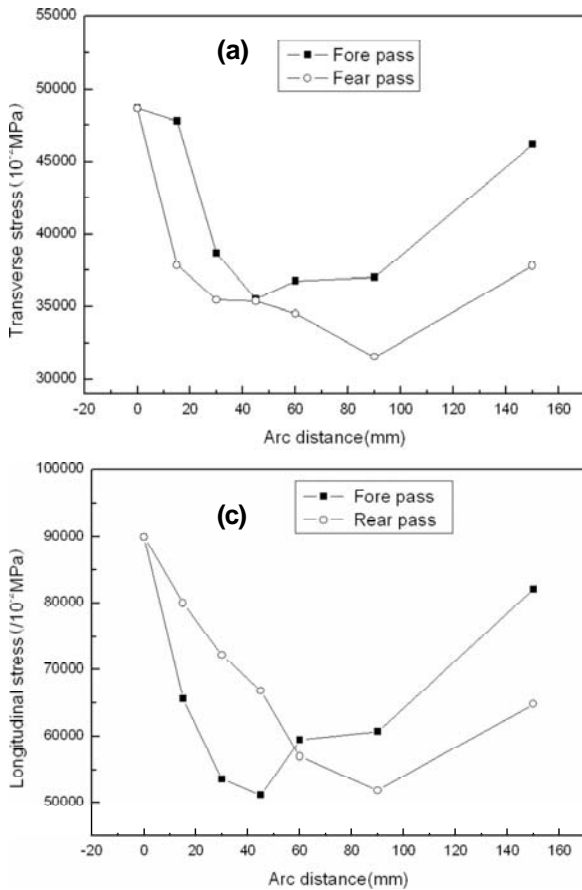 (a)
Fore pass
Fear pass
55000
50000
45000
40000
35000
30000
Transverse stress (10⁻²MPa)
-20 0 20 40 60 80 100 120 140 160
Arc distance(mm)
(c)
Fore pass
Rear pass
100000
90000
80000
70000
60000
50000
Longitudinal stress(/10⁻²MPa)
-20 0 20 40 60 80 100 120 140 160
Arc distance(mm)